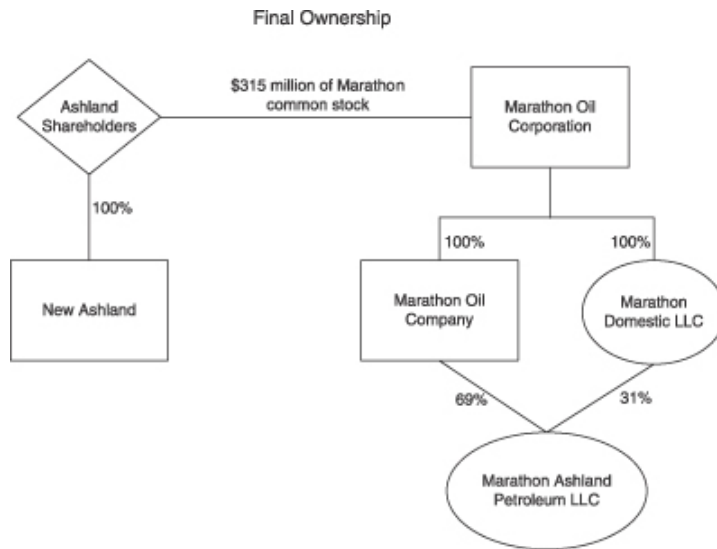 Final Ownership
$315 million of Marathon
common stock
Ashland
Shareholders
Marathon Oil
Corporation
100%
100%
100%
New Ashland
Marathon Oil
Company
Marathon
Domestic LLC
69%
31%
Marathon Ashland
Petroleum LLC